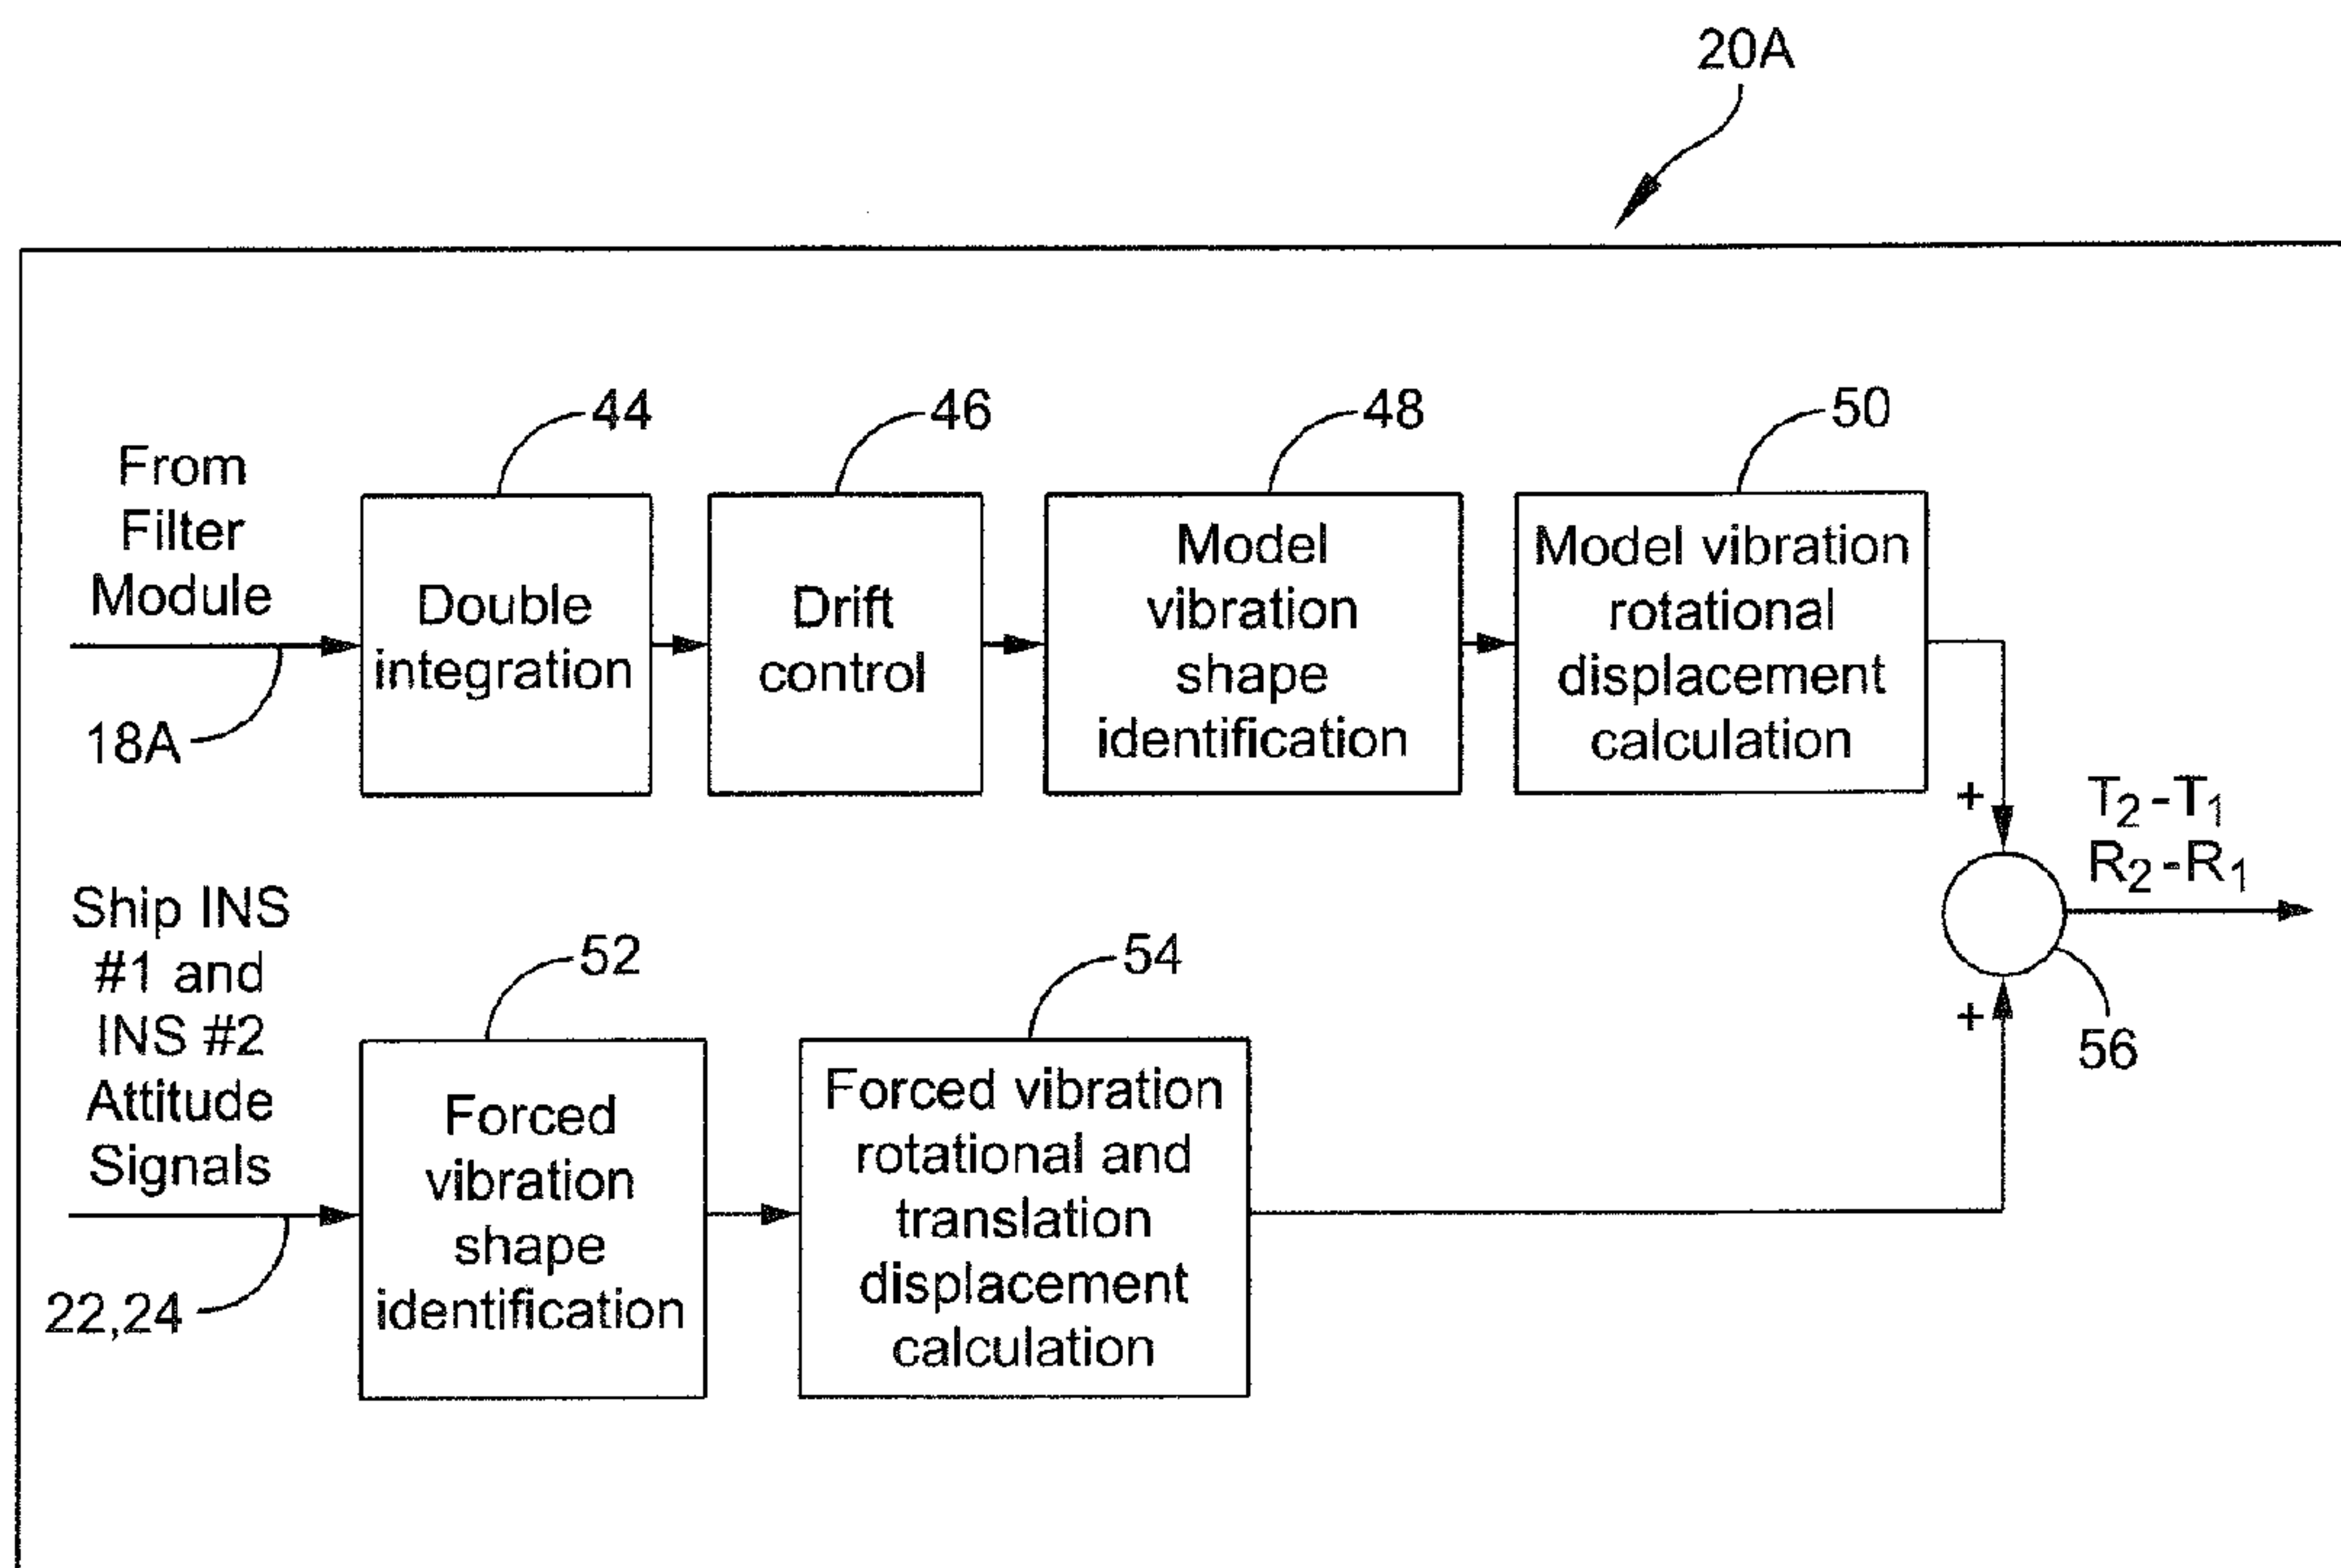 20A
44
46
48
50
From
Filter
Module
18A
Double
integration
Drift
control
Model
vibration
shape
identification
Model vibration
rotational
displacement
calculation
+
T2-T1
R2-R1
56
+
Ship INS
#1 and
INS #2
Attitude
Signals
22,24
52
54
Forced
vibration
shape
identification
Forced vibration
rotational and
translation
displacement
calculation